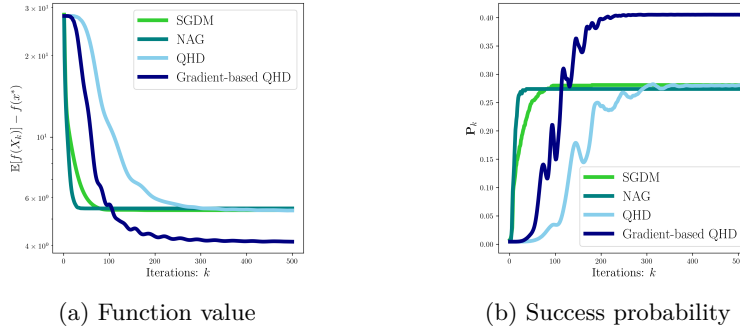 3 × 10¹
10¹
6 × 10⁰
4 × 10⁰
E[f(X_k)] − f(x*)
SGDM
NAG
QHD
Gradient-based QHD
0 100 200 300 400 500
Iterations: k
(a) Function value
0.40
0.35
0.30
0.25
0.20
0.15
0.10
0.05
0.00
P_k
SGDM
NAG
QHD
Gradient-based QHD
0 100 200 300 400 500
Iterations: k
(b) Success probability